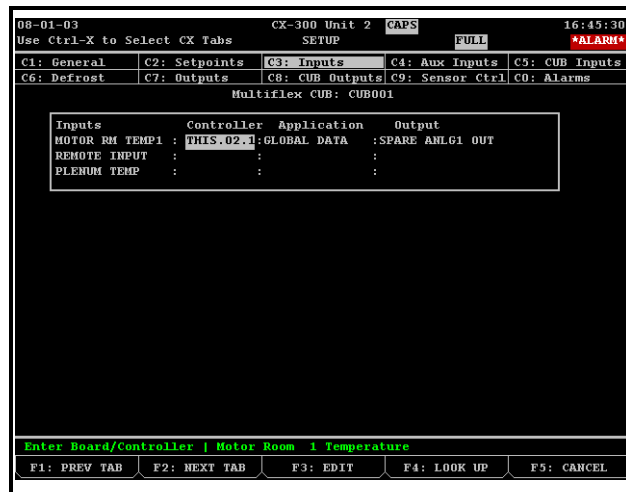 08-01-03 CX-300 Unit 2 CAPS 16:45:30
Use Ctrl-X to Select CX Tabs SETUP FULL *ALARM*
C1: General C2: Setpoints C3: Inputs C4: Aux Inputs C5: CUB Inputs
C6: Defrost C7: Outputs C8: CUB Outputs C9: Sensor Ctrl C0: Alarms
Multiflex CUB: CUB001
Inputs Controller Application Output
MOTOR RM TEMP1 : THIS.02.1:GLOBAL DATA :SPARE ANLG1 OUT
REMOTE INPUT : : :
PLENUM TEMP : : :
Enter Board/Controller | Motor Room 1 Temperature
F1: PREV TAB F2: NEXT TAB F3: EDIT F4: LOOK UP F5: CANCEL